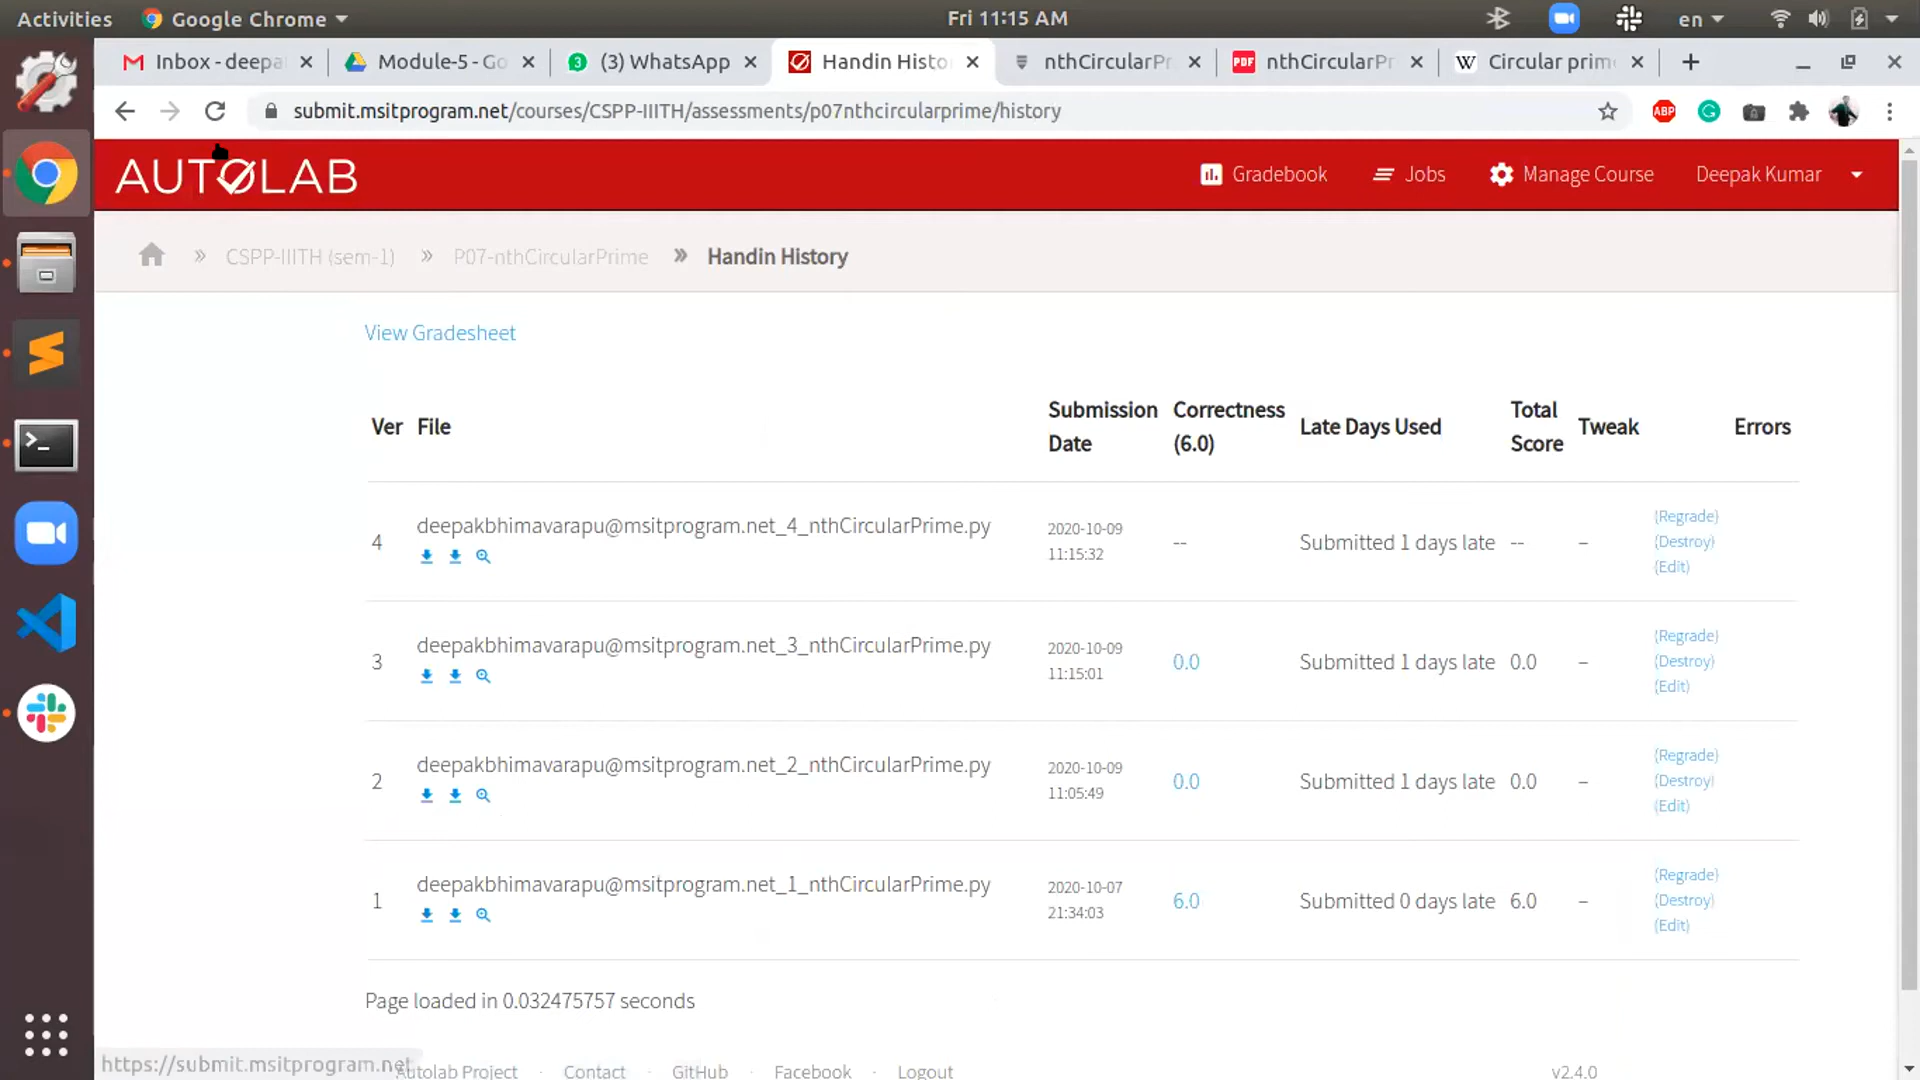 Activities Google Chrome Fri 11:15 AM en
Inbox - deepa Module-5 - Go (3) WhatsApp Handin Histo nthCircularPr nthCircularPr Circular prim
submit.msitprogram.net/courses/CSPP-IIITH/assessments/p07nthcircularprime/history
AUTOLAB Gradebook Jobs Manage Course Deepak Kumar
» CSPP-IIITH (sem-1) » P07-nthCircularPrime » Handin History
View Gradesheet
Ver File Submission Date Correctness (6.0) Late Days Used Total Score Tweak Errors
4 deepakbhimavarapu@msitprogram.net_4_nthCircularPrime.py 2020-10-09 11:15:32 -- Submitted 1 days late -- – (Regrade) (Destroy) (Edit)
3 deepakbhimavarapu@msitprogram.net_3_nthCircularPrime.py 2020-10-09 11:15:01 0.0 Submitted 1 days late 0.0 – (Regrade) (Destroy) (Edit)
2 deepakbhimavarapu@msitprogram.net_2_nthCircularPrime.py 2020-10-09 11:05:49 0.0 Submitted 1 days late 0.0 – (Regrade) (Destroy) (Edit)
1 deepakbhimavarapu@msitprogram.net_1_nthCircularPrime.py 2020-10-07 21:34:03 6.0 Submitted 0 days late 6.0 – (Regrade) (Destroy) (Edit)
Page loaded in 0.032475757 seconds
https://submit.msitprogram.net
Autolab Project · Contact · GitHub · Facebook · Logout v2.4.0